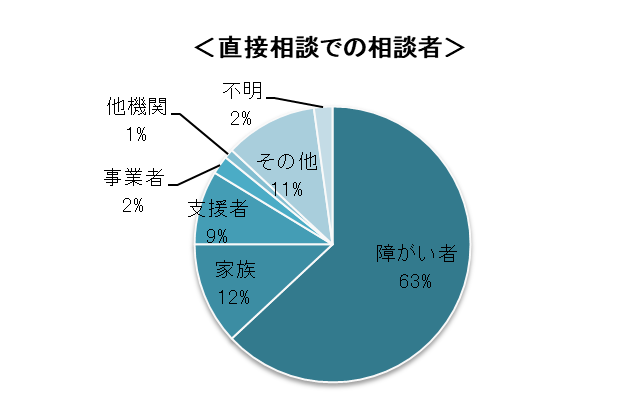 ＜直接相談での相談者＞
不明
2%
他機関
1%
その他
11%
事業者
2%
支援者
9%
障がい者
63%
家族
12%